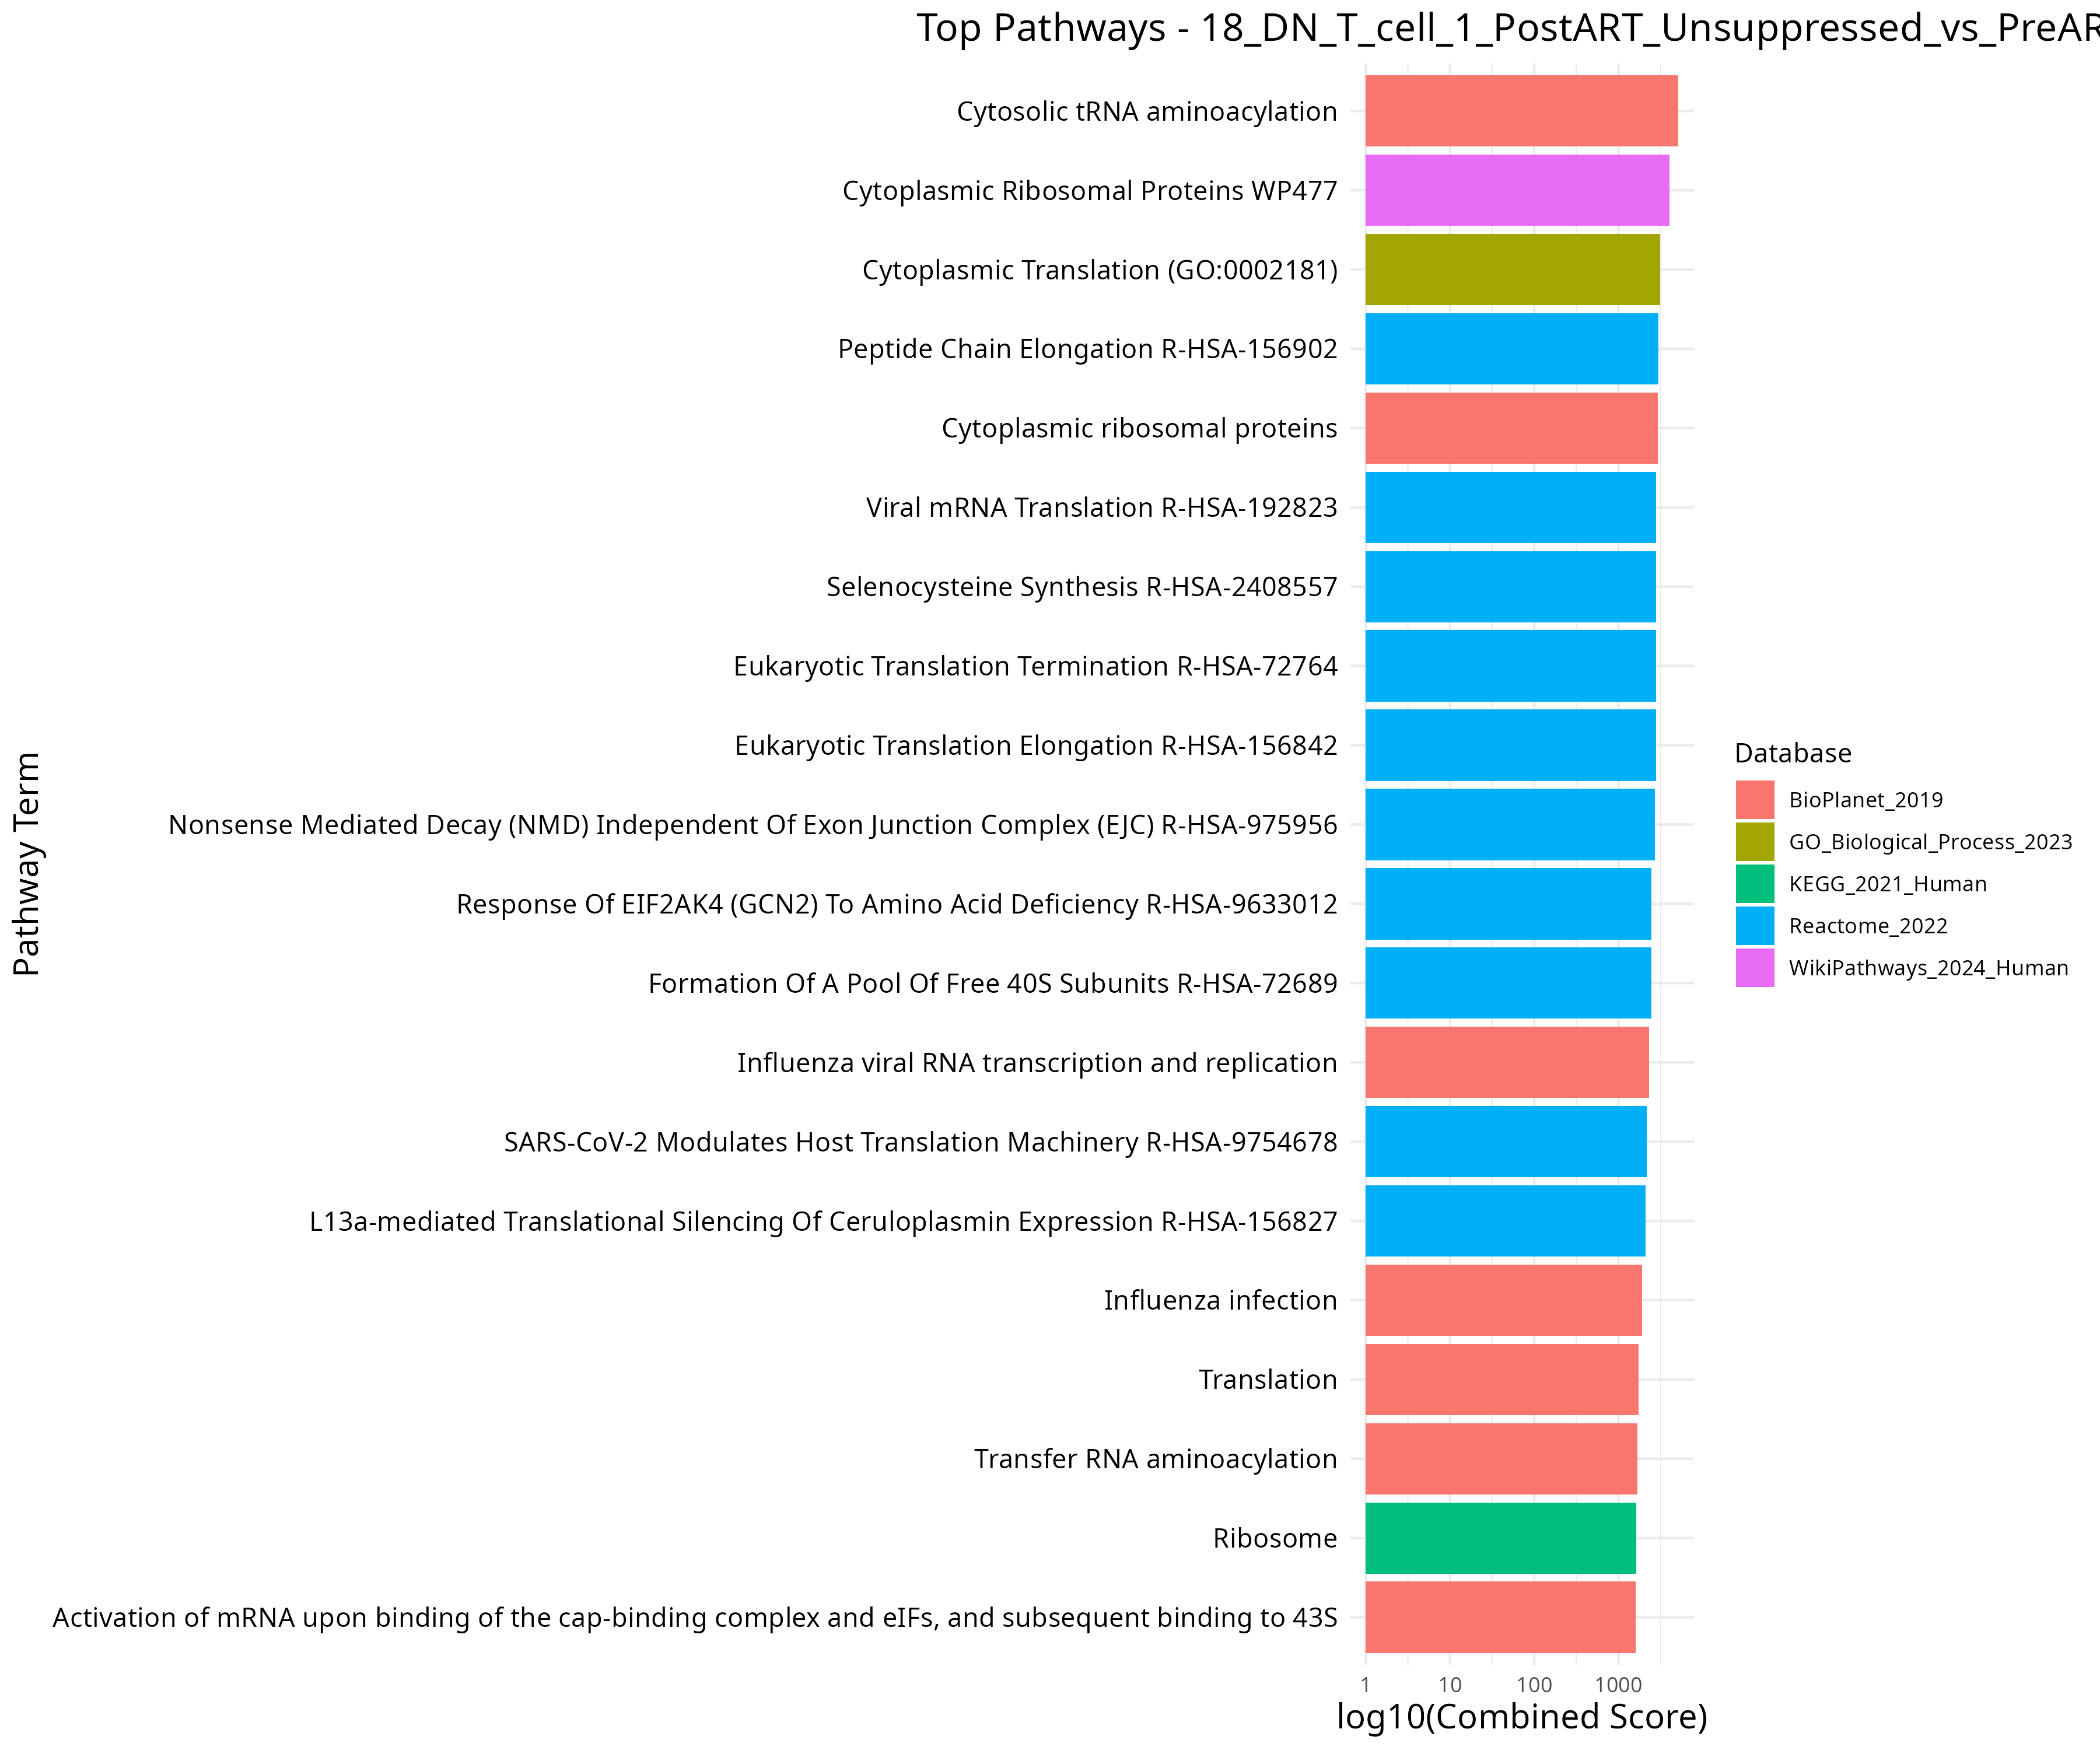 Top Pathways - 18_DN_T_cell_1_PostART_Unsuppressed_vs_PreAR
Pathway Term
Cytosolic tRNA aminoacylation
Cytoplasmic Ribosomal Proteins WP477
Cytoplasmic Translation (GO:0002181)
Peptide Chain Elongation R-HSA-156902
Cytoplasmic ribosomal proteins
Viral mRNA Translation R-HSA-192823
Selenocysteine Synthesis R-HSA-2408557
Eukaryotic Translation Termination R-HSA-72764
Eukaryotic Translation Elongation R-HSA-156842
Nonsense Mediated Decay (NMD) Independent Of Exon Junction Complex (EJC) R-HSA-975956
Response Of EIF2AK4 (GCN2) To Amino Acid Deficiency R-HSA-9633012
Formation Of A Pool Of Free 40S Subunits R-HSA-72689
Influenza viral RNA transcription and replication
SARS-CoV-2 Modulates Host Translation Machinery R-HSA-9754678
L13a-mediated Translational Silencing Of Ceruloplasmin Expression R-HSA-156827
Influenza infection
Translation
Transfer RNA aminoacylation
Ribosome
Activation of mRNA upon binding of the cap-binding complex and eIFs, and subsequent binding to 43S
1 10 100 1000
log10(Combined Score)
Database
BioPlanet_2019
GO_Biological_Process_2023
KEGG_2021_Human
Reactome_2022
WikiPathways_2024_Human